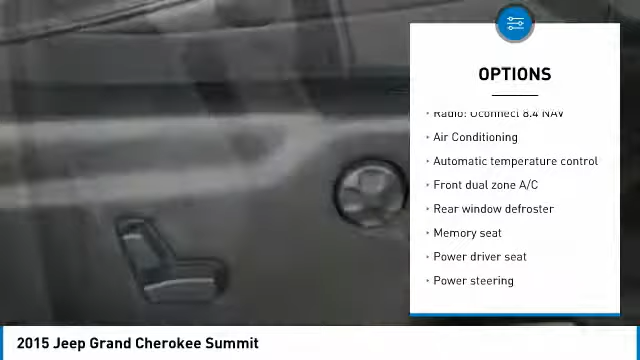 OPTIONS
Radio: Uconnect 8.4 NAV
Air Conditioning
Automatic temperature control
Front dual zone A/C
Rear window defroster
Memory seat
Power driver seat
Power steering
2015 Jeep Grand Cherokee Summit